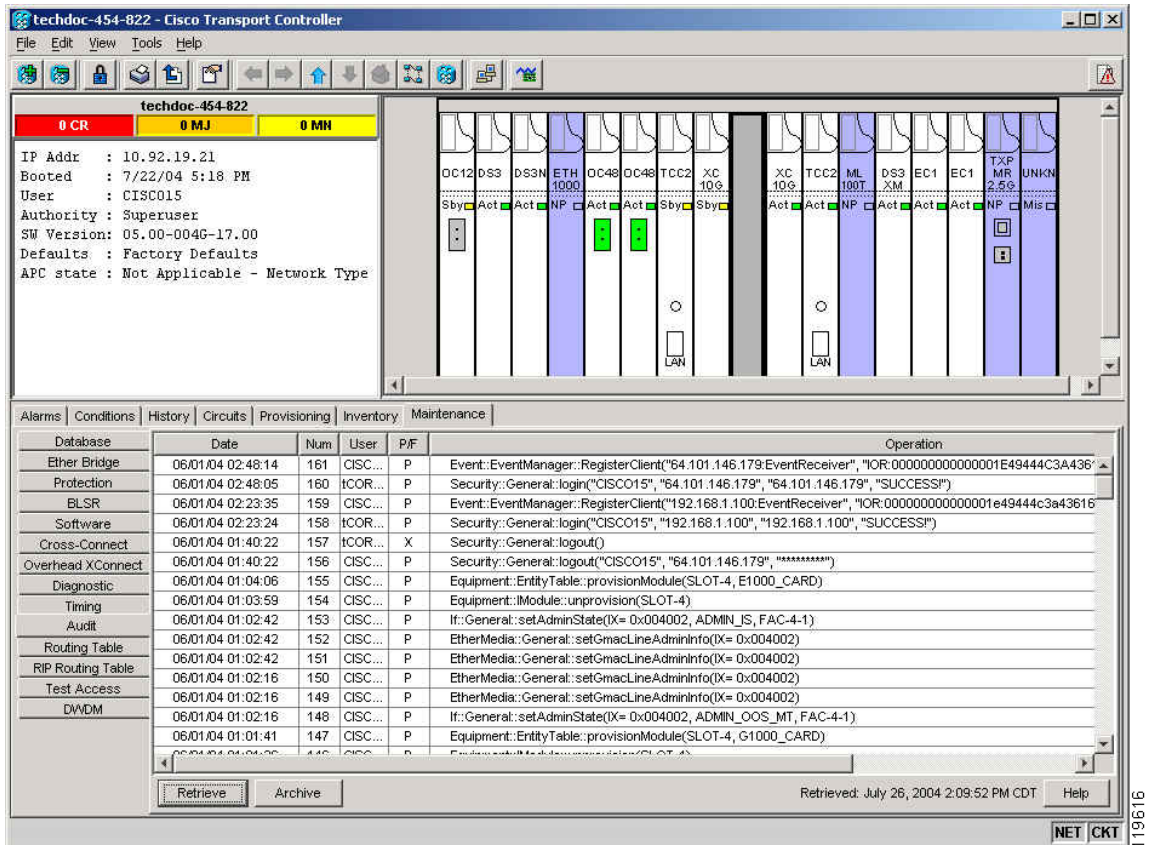 techdoc-454-822 - Cisco Transport Controller
File Edit View Tools Help
techdoc-454-822
0 CR 0 MJ 0 MN
IP Addr : 10.92.19.21
Booted : 7/22/04 5:18 PM
User : CISCO15
Authority : Superuser
SW Version: 05.00-004G-17.00
Defaults : Factory Defaults
APC state : Not Applicable - Network Type
OC12 DS3 DS3N ETH 1000 OC48 OC48 TCC2 XC 10G XC 10G TCC2 ML 100T DS3 XM EC1 EC1 TXP MR 2.5G UNKN
Sby Act Act NP Act Act Sby Sby Act Act NP Act Act Act NP Mis
LAN LAN
Alarms Conditions History Circuits Provisioning Inventory Maintenance
Database
Ether Bridge
Protection
BLSR
Software
Cross-Connect
Overhead XConnect
Diagnostic
Timing
Audit
Routing Table
RIP Routing Table
Test Access
DWDM
Date Num User P/F Operation
06/01/04 02:48:14 161 CISC... P Event::EventManager::RegisterClient("64.101.146.179:EventReceiver", "IOR:000000000000001E49444C3A436
06/01/04 02:48:05 160 tCOR... P Security::General::login("CISCO15", "64.101.146.179", "64.101.146.179", "SUCCESS!")
06/01/04 02:23:35 159 CISC... P Event::EventManager::RegisterClient("192.168.1.100:EventReceiver", "IOR:000000000000001e49444c3a43616
06/01/04 02:23:24 158 tCOR... P Security::General::login("CISCO15", "192.168.1.100", "192.168.1.100", "SUCCESS!")
06/01/04 01:40:22 157 tCOR... X Security::General::logout()
06/01/04 01:40:22 156 CISC... P Security::General::logout("CISCO15", "64.101.146.179", "*********")
06/01/04 01:04:06 155 CISC... P Equipment::EntityTable::provisionModule(SLOT-4, E1000_CARD)
06/01/04 01:03:59 154 CISC... P Equipment::IModule::unprovision(SLOT-4)
06/01/04 01:02:42 153 CISC... P If::General::setAdminState(IX= 0x004002, ADMIN_IS, FAC-4-1)
06/01/04 01:02:42 152 CISC... P EtherMedia::General::setGmacLineAdminInfo(IX= 0x004002)
06/01/04 01:02:42 151 CISC... P EtherMedia::General::setGmacLineAdminInfo(IX= 0x004002)
06/01/04 01:02:16 150 CISC... P EtherMedia::General::setGmacLineAdminInfo(IX= 0x004002)
06/01/04 01:02:16 149 CISC... P EtherMedia::General::setGmacLineAdminInfo(IX= 0x004002)
06/01/04 01:02:16 148 CISC... P If::General::setAdminState(IX= 0x004002, ADMIN_OOS_MT, FAC-4-1)
06/01/04 01:01:41 147 CISC... P Equipment::EntityTable::provisionModule(SLOT-4, G1000_CARD)
Retrieve Archive Retrieved: July 26, 2004 2:09:52 PM CDT Help
NET CKT
119616